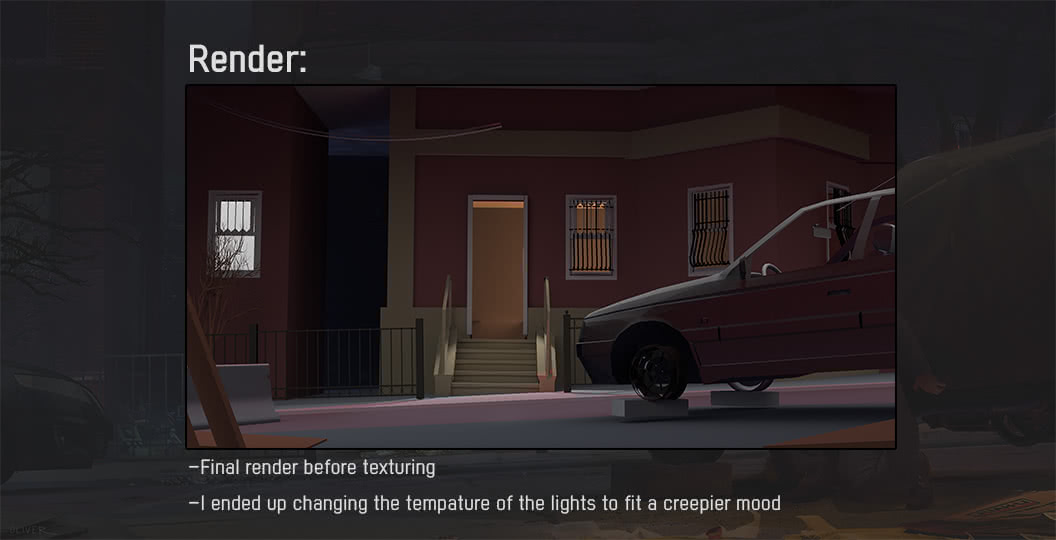 Render:
–Final render before texturing
–I ended up changing the tempature of the lights to fit a creepier mood